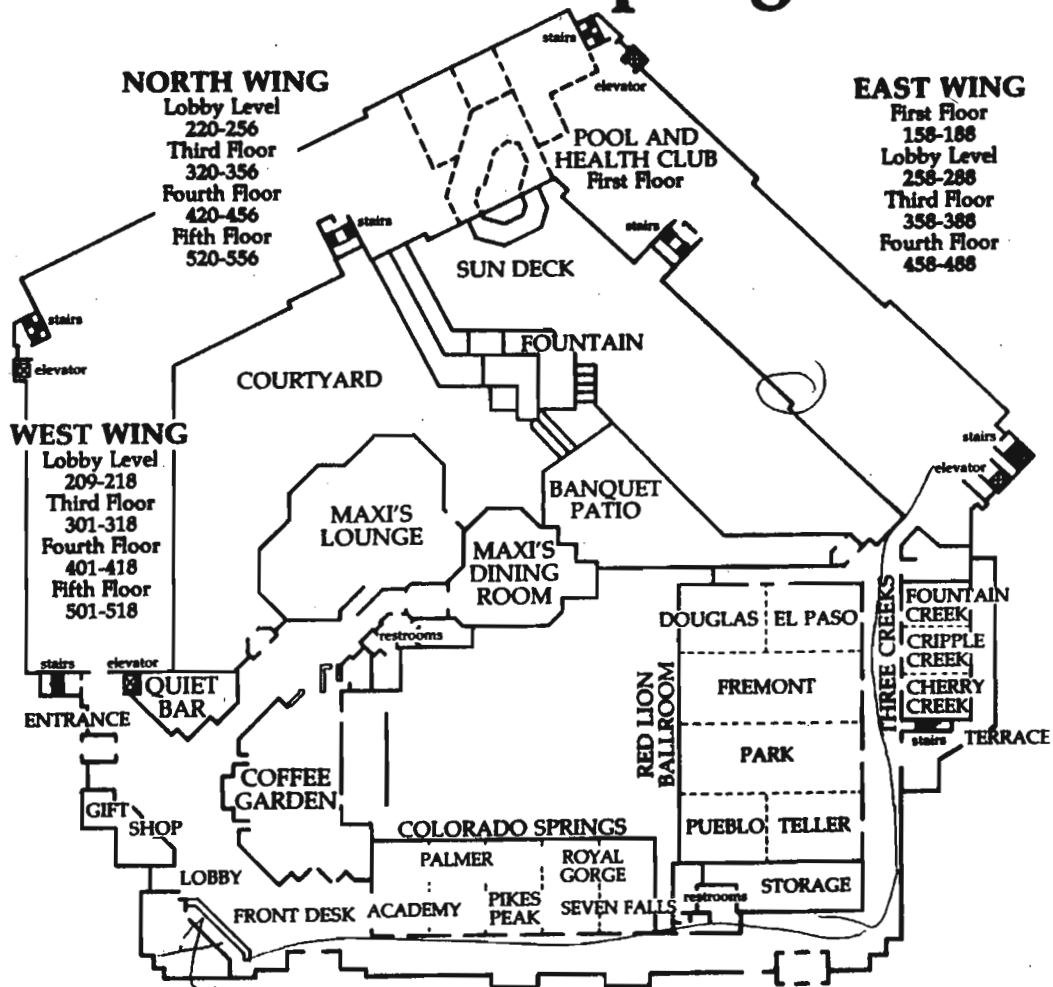 stairs
elevator
NORTH WING
Lobby Level
220-256
Third Floor
320-356
Fourth Floor
420-456
Fifth Floor
520-556
EAST WING
First Floor
158-188
Lobby Level
258-288
Third Floor
358-388
Fourth Floor
458-488
POOL AND
HEALTH CLUB
First Floor
stairs
stairs
SUN DECK
stairs
elevator
FOUNTAIN
COURTYARD
WEST WING
Lobby Level
209-218
Third Floor
301-318
Fourth Floor
401-418
Fifth Floor
501-518
stairs
elevator
BANQUET
PATIO
MAXI'S
LOUNGE
MAXI'S
DINING
ROOM
restrooms
DOUGLAS
EL PASO
FREMONT
PARK
PUEBLO
TELLER
RED LION
BALLROOM
THREE CREEKS
FOUNTAIN
CREEK
CRIPPLE
CREEK
CHERRY
CREEK
stairs
TERRACE
stairs
elevator
QUIET
BAR
ENTRANCE
COFFEE
GARDEN
GIFT
SHOP
COLORADO SPRINGS
PALMER
ROYAL
GORGE
ACADEMY
PIKES
PEAK
SEVEN FALLS
restrooms
STORAGE
LOBBY
FRONT DESK